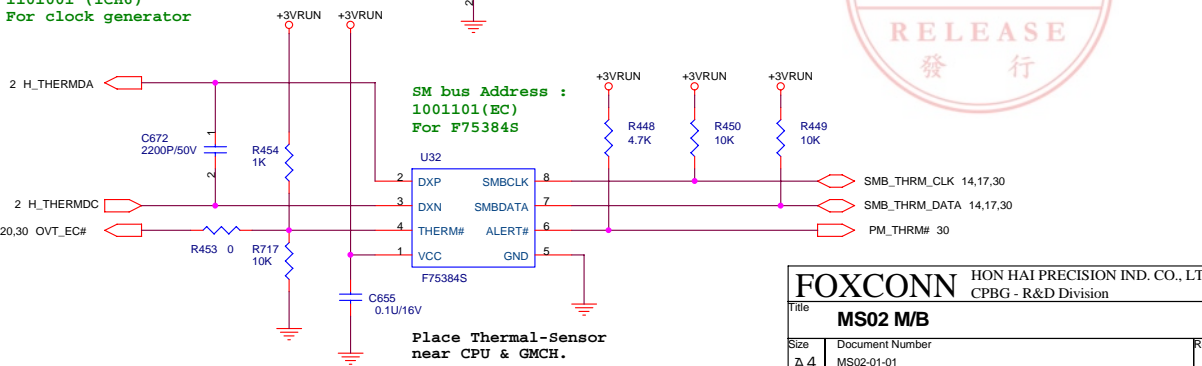 For clock generator
+3VRUN
+3VRUN
2
RELEASE
發 行
2 H_THERMDA
SM bus Address :
1001101(EC)
For F75384S
+3VRUN
+3VRUN
+3VRUN
C672
2200P/50V
1
2
R454
1K
R448
4.7K
R450
10K
R449
10K
U32
2 DXP SMBCLK 8
3 DXN SMBDATA 7
4 THERM# ALERT# 6
1 VCC GND 5
F75384S
SMB_THRM_CLK 14,17,30
SMB_THRM_DATA 14,17,30
PM_THRM# 30
2 H_THERMDC
20,30 OVT_EC#
R453 0
R717
10K
C655
0.1U/16V
Place Thermal-Sensor
near CPU & GMCH.
FOXCONN
HON HAI PRECISION IND. CO., LT
CPBG - R&D Division
Title
MS02 M/B
Size
A4
Document Number
MS02-01-01
R